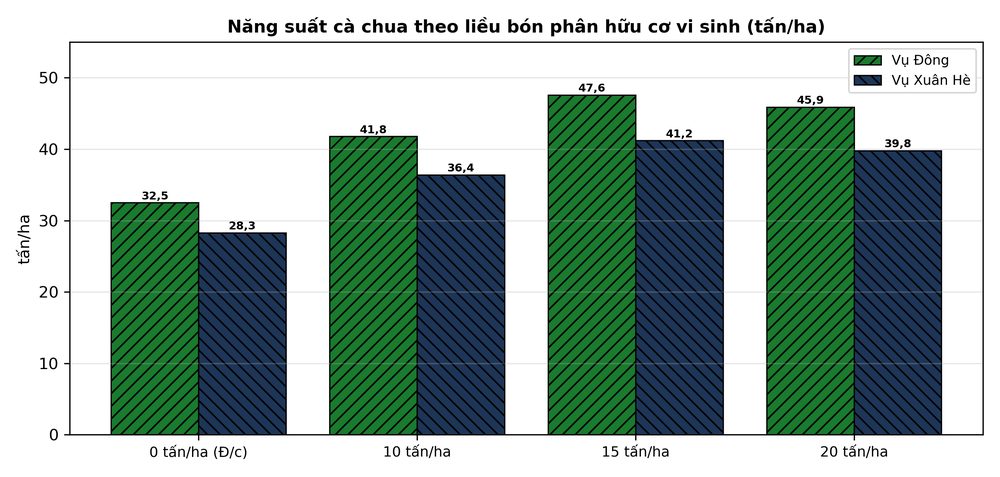 Năng suất cà chua theo liều bón phân hữu cơ vi sinh (tấn/ha)
Vụ Đông
Vụ Xuân Hè
tấn/ha
50
40
30
20
10
0
32,5
28,3
41,8
36,4
47,6
41,2
45,9
39,8
0 tấn/ha (Đ/c)
10 tấn/ha
15 tấn/ha
20 tấn/ha